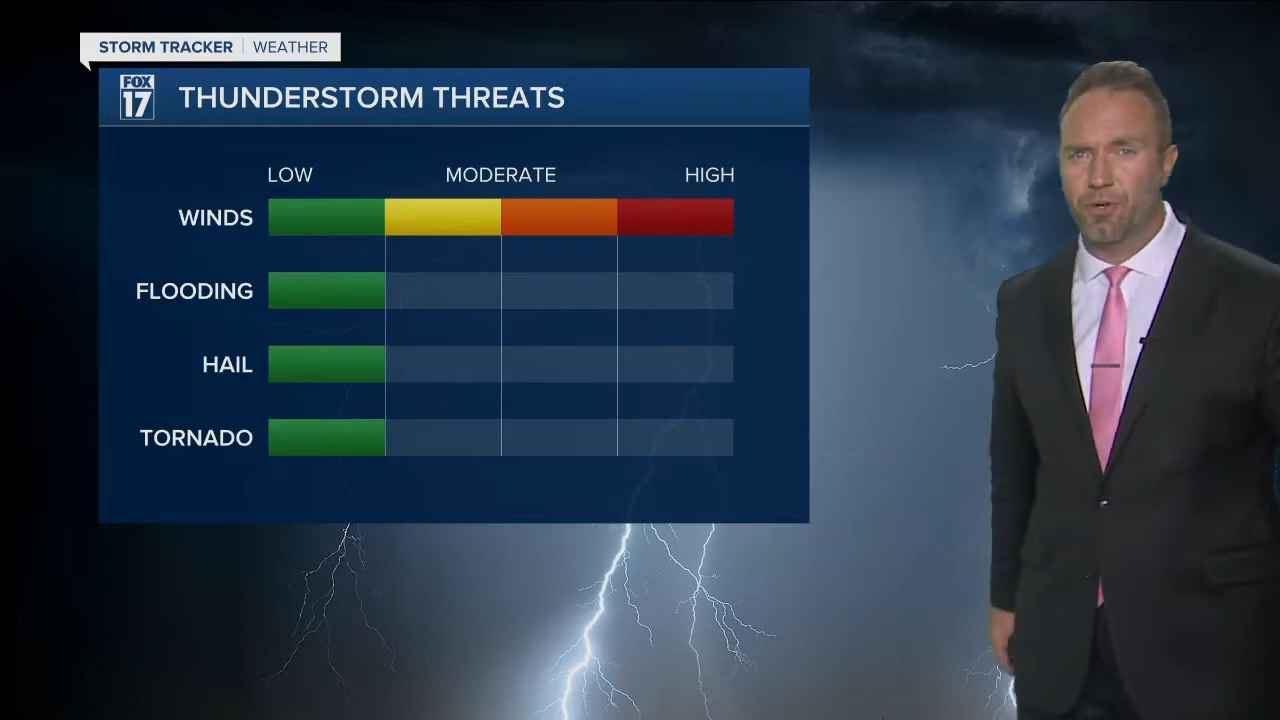 STORM TRACKER | WEATHER
FOX
17
THUNDERSTORM THREATS
LOW MODERATE HIGH
WINDS
FLOODING
HAIL
TORNADO